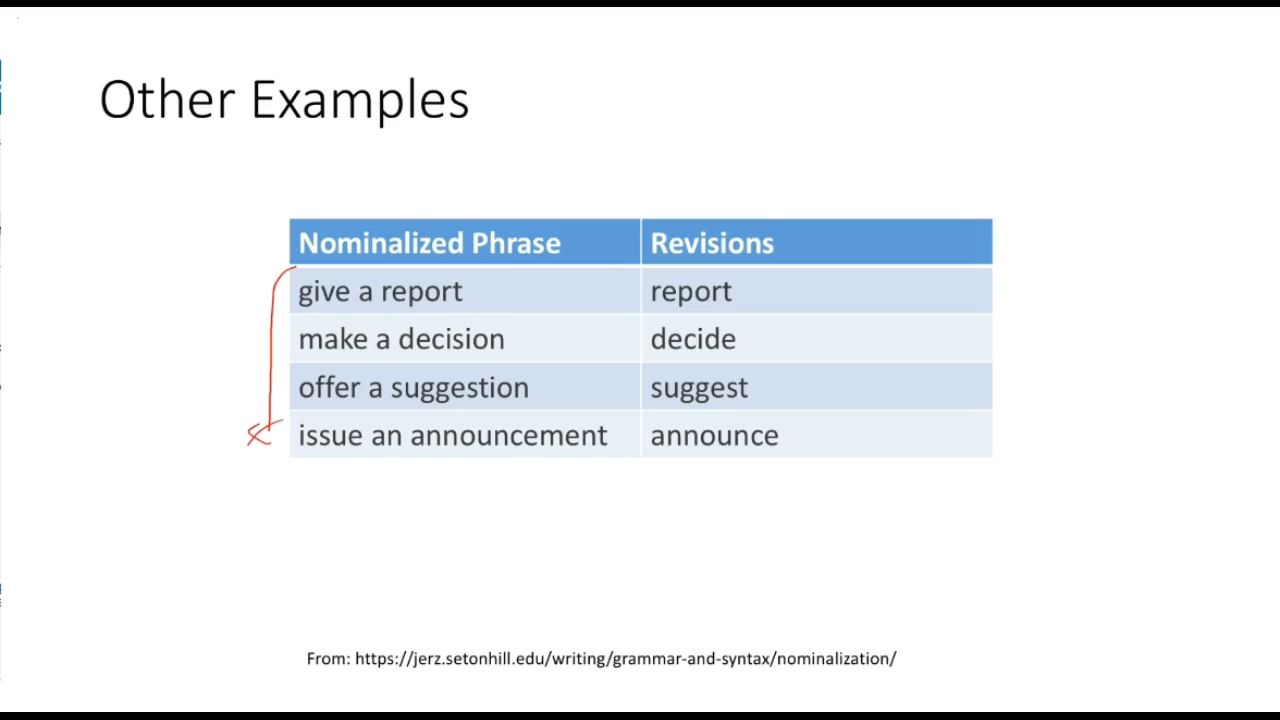 Other Examples
Nominalized Phrase Revisions
give a report report
make a decision decide
offer a suggestion suggest
issue an announcement announce
From: https://jerz.setonhill.edu/writing/grammar-and-syntax/nominalization/